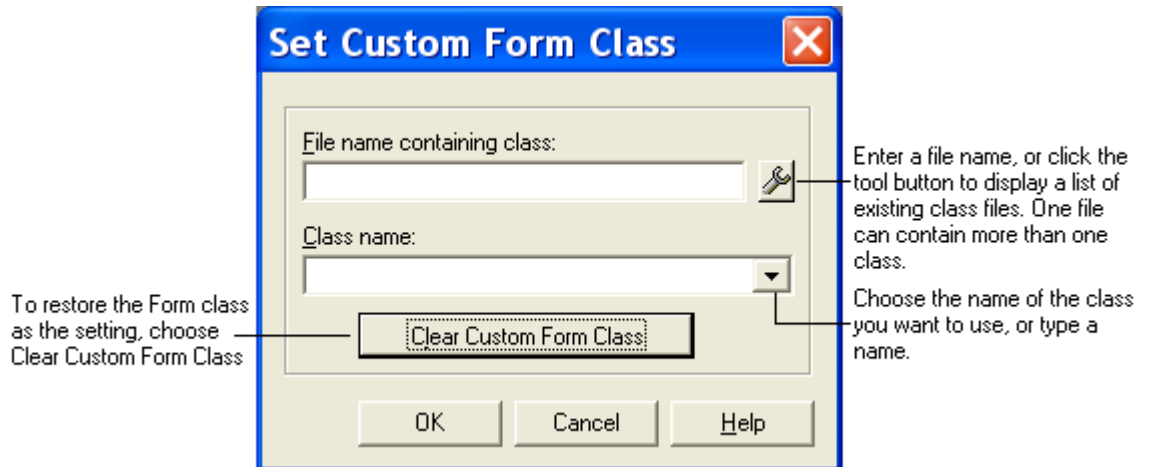 Set Custom Form Class
File name containing class:
Enter a file name, or click the
tool button to display a list of
existing class files. One file
can contain more than one
class.
Class name:
To restore the Form class
as the setting, choose
Clear Custom Form Class
Choose the name of the class
you want to use, or type a
name.
Clear Custom Form Class
OK Cancel Help